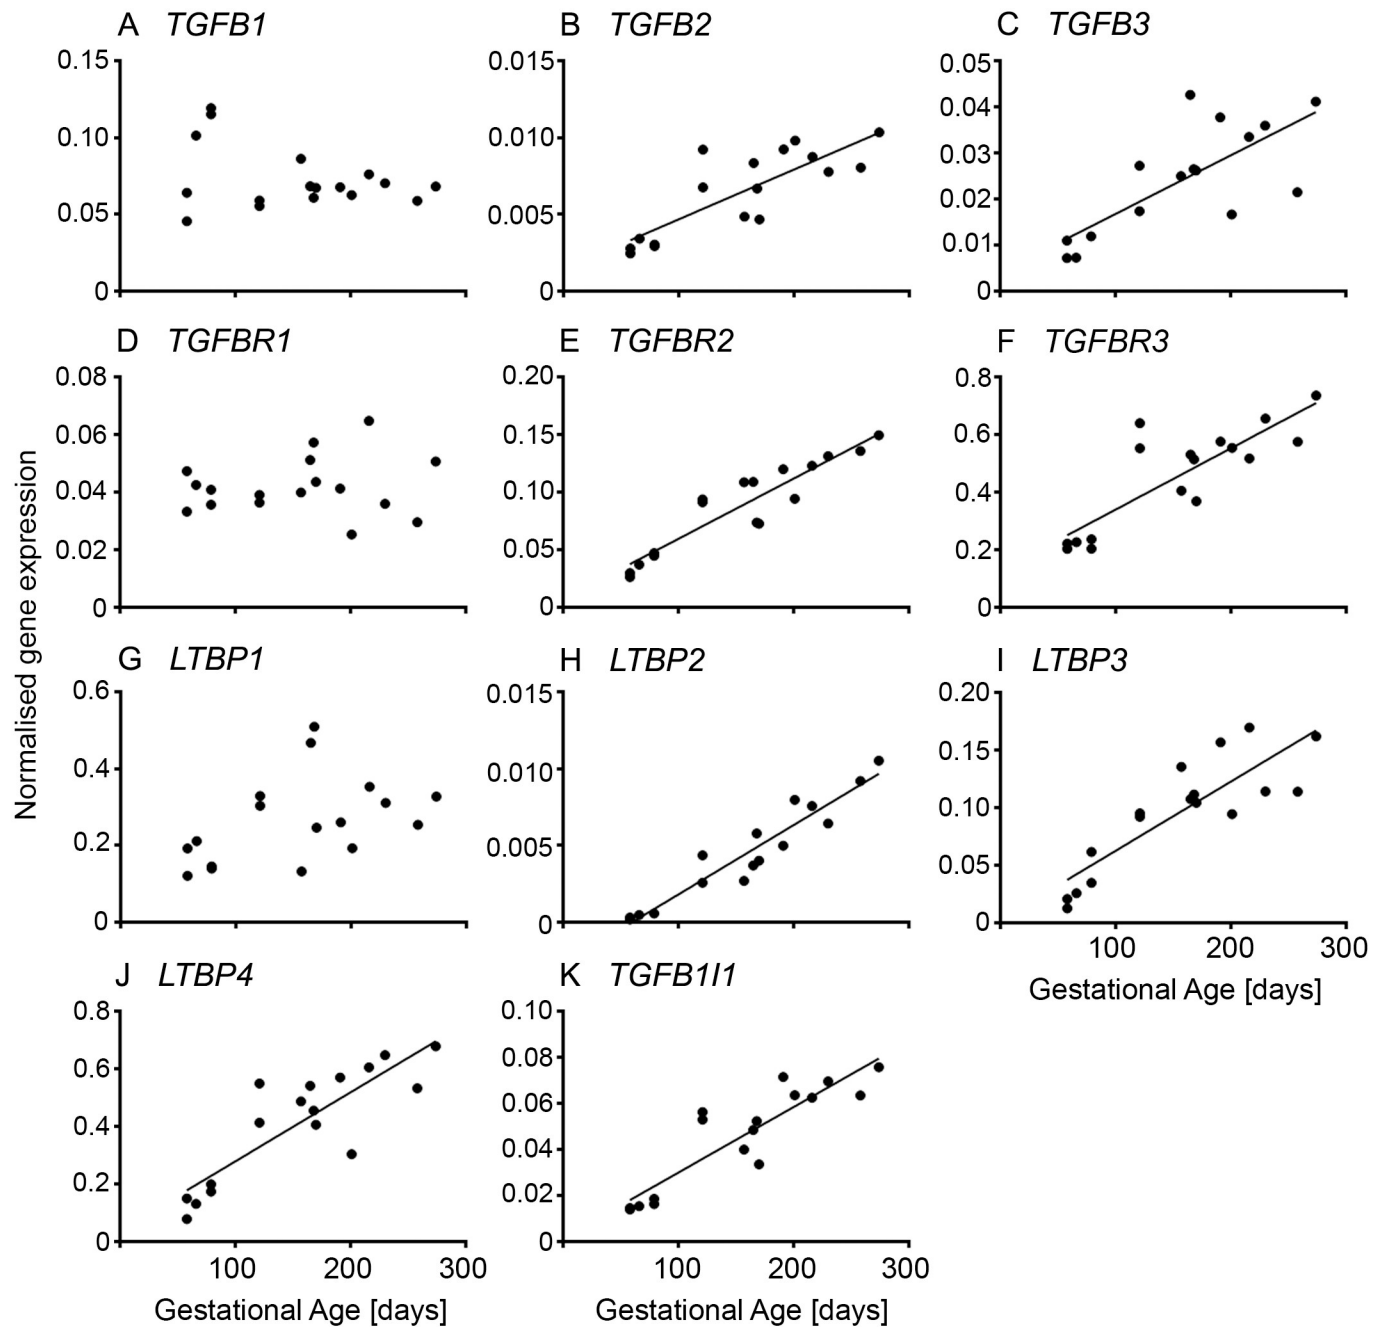 A TGFB1
B TGFB2
C TGFB3
0.15
0.10
0.05
0
0.015
0.010
0.005
0
0.05
0.04
0.03
0.02
0.01
0
D TGFBR1
E TGFBR2
F TGFBR3
0.08
0.06
0.04
0.02
0
0.20
0.15
0.10
0.05
0
0.8
0.6
0.4
0.2
0
Normalised gene expression
G LTBP1
H LTBP2
I LTBP3
0.6
0.4
0.2
0
0.015
0.010
0.005
0
0.20
0.15
0.10
0.05
0
100 200 300
Gestational Age [days]
J LTBP4
K TGFB1I1
0.8
0.6
0.4
0.2
0
0.10
0.08
0.06
0.04
0.02
0
100 200 300
100 200 300
Gestational Age [days]
Gestational Age [days]